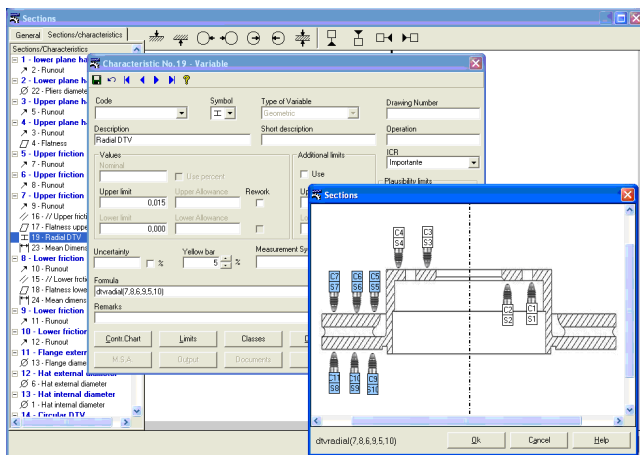 Sections
General Sections/characteristics
Sections/Characteristics
1 - lower plane ha
2 - Runout
2 - Lower plane h
22 - Pliers diamete
3 - Upper plane h
5 - Runout
4 - Upper plane h
3 - Runout
4 - Flatness
5 - Upper friction
7 - Runout
6 - Upper friction
8 - Runout
7 - Upper friction
9 - Runout
16 - // Upper fricti
17 - Flatness uppe
19 - Radial DTV
23 - Mean Dimens
8 - Lower friction
10 - Runout
15 - // Lower fricti
18 - Flatness lowe
24 - Mean dimens
9 - Lower friction
11 - Runout
10 - Lower friction
12 - Runout
11 - Flange extern
13 - Flange diame
12 - Hat external diameter
6 - Hat external diameter
13 - Hat internal diameter
1 - Hat internal diameter
14 - Circular DTV
Characteristic No.19 - Variable
Code Symbol Type of Variable Drawing Number
Geometric
Description Short description Operation
Radial DTV
Values Additional limits ICR
Nominal Use percent Use Importante
Plausibility limits
Upper limit Upper Allowance Rework Up
0,015
Lower limit Lower Allowance Lo
0,000
Uncertainty Yellow bar Measurement Sy
% 5 %
Formula
dtvradial(7,8,6,9,5,10)
Remarks
Contr.Chart Limits Classes
M.S.A. Output Documents
Sections
C4 C3
S4 S3
C7 C6 C5
S7 S6 S5
C2 C1
S2 S1
C11 C10 C9
S8 S9 S10
dtvradial(7,8,6,9,5,10) Ok Cancel Help